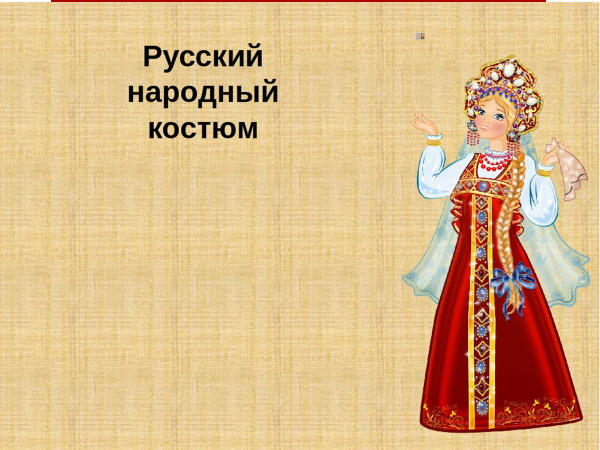 Русский
народный
костюм